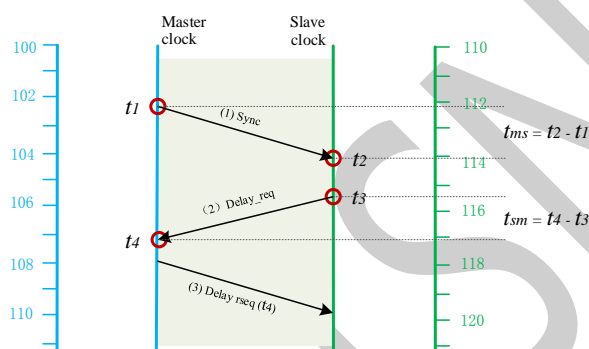 Master
clock
Slave
clock
100
102
104
106
108
110
t1
t4
(1) Sync
(2) Delay_req
(3) Delay rseq (t4)
t2
t3
110
112
114
116
118
120
tms = t2 - t1
tsm = t4 - t3